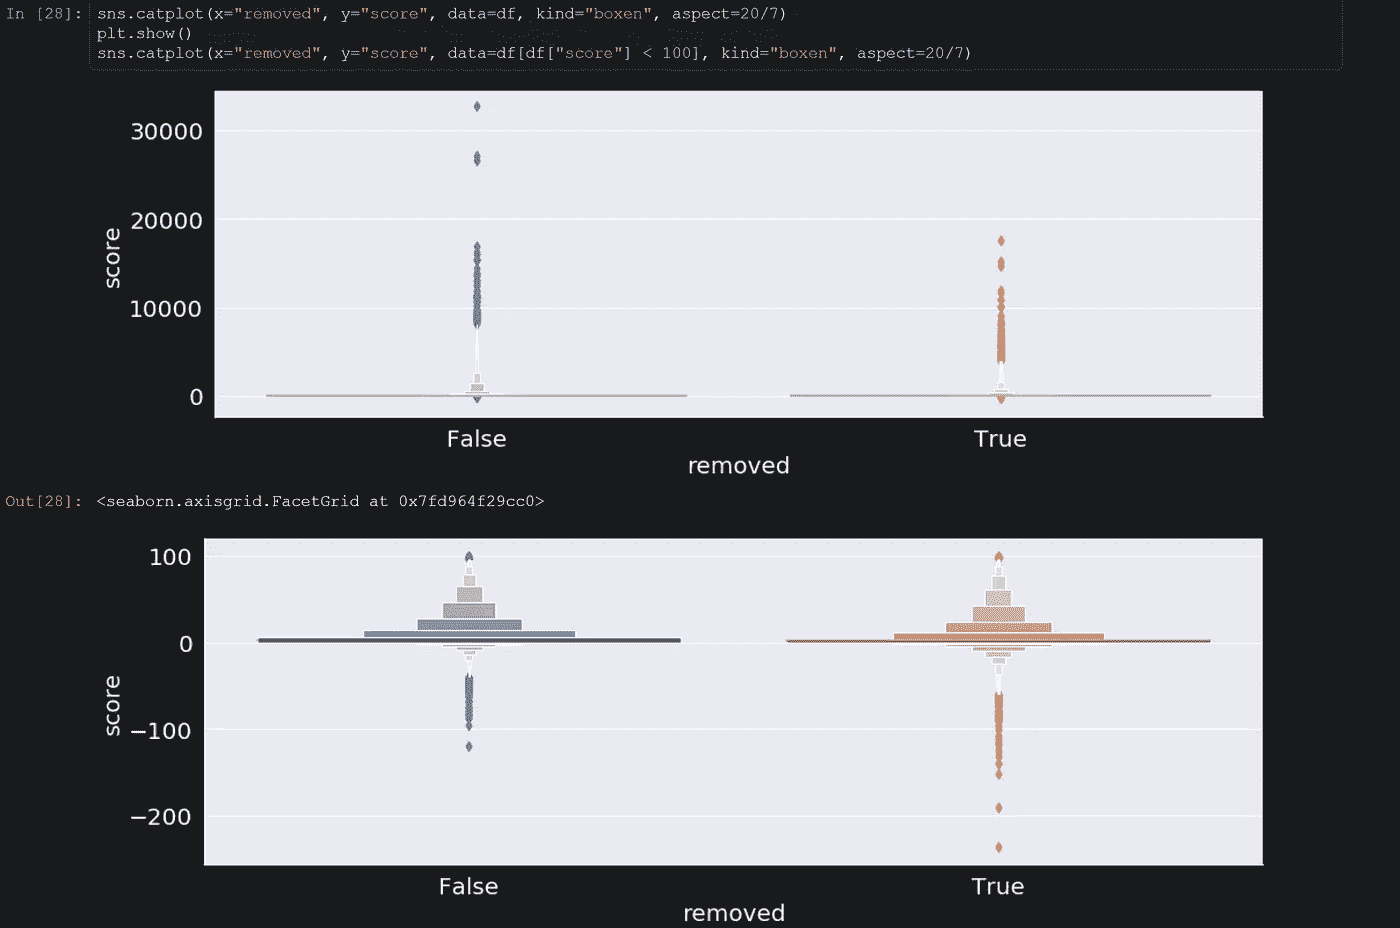 In [28]: sns.catplot(x="removed", y="score", data=df, kind="boxen", aspect=20/7)
plt.show()
sns.catplot(x="removed", y="score", data=df[df["score"] < 100], kind="boxen", aspect=20/7)
30000
20000
10000
0
score
False
True
removed
Out[28]: <seaborn.axisgrid.FacetGrid at 0x7fd964f29cc0>
100
0
−100
−200
score
False
True
removed